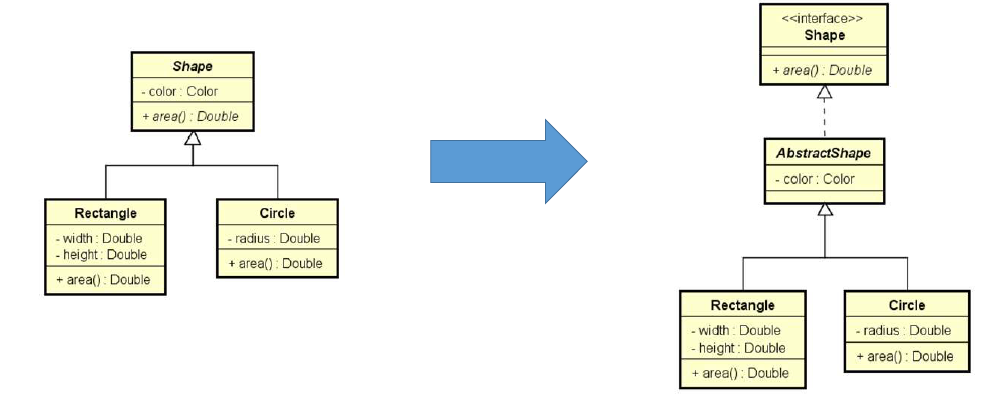 Shape
- color : Color
+ area() : Double
Rectangle
- width : Double
- height : Double
+ area() : Double
Circle
- radius : Double
+ area() : Double
<<interface>>
Shape
+ area() : Double
AbstractShape
- color : Color
Rectangle
- width : Double
- height : Double
+ area() : Double
Circle
- radius : Double
+ area() : Double